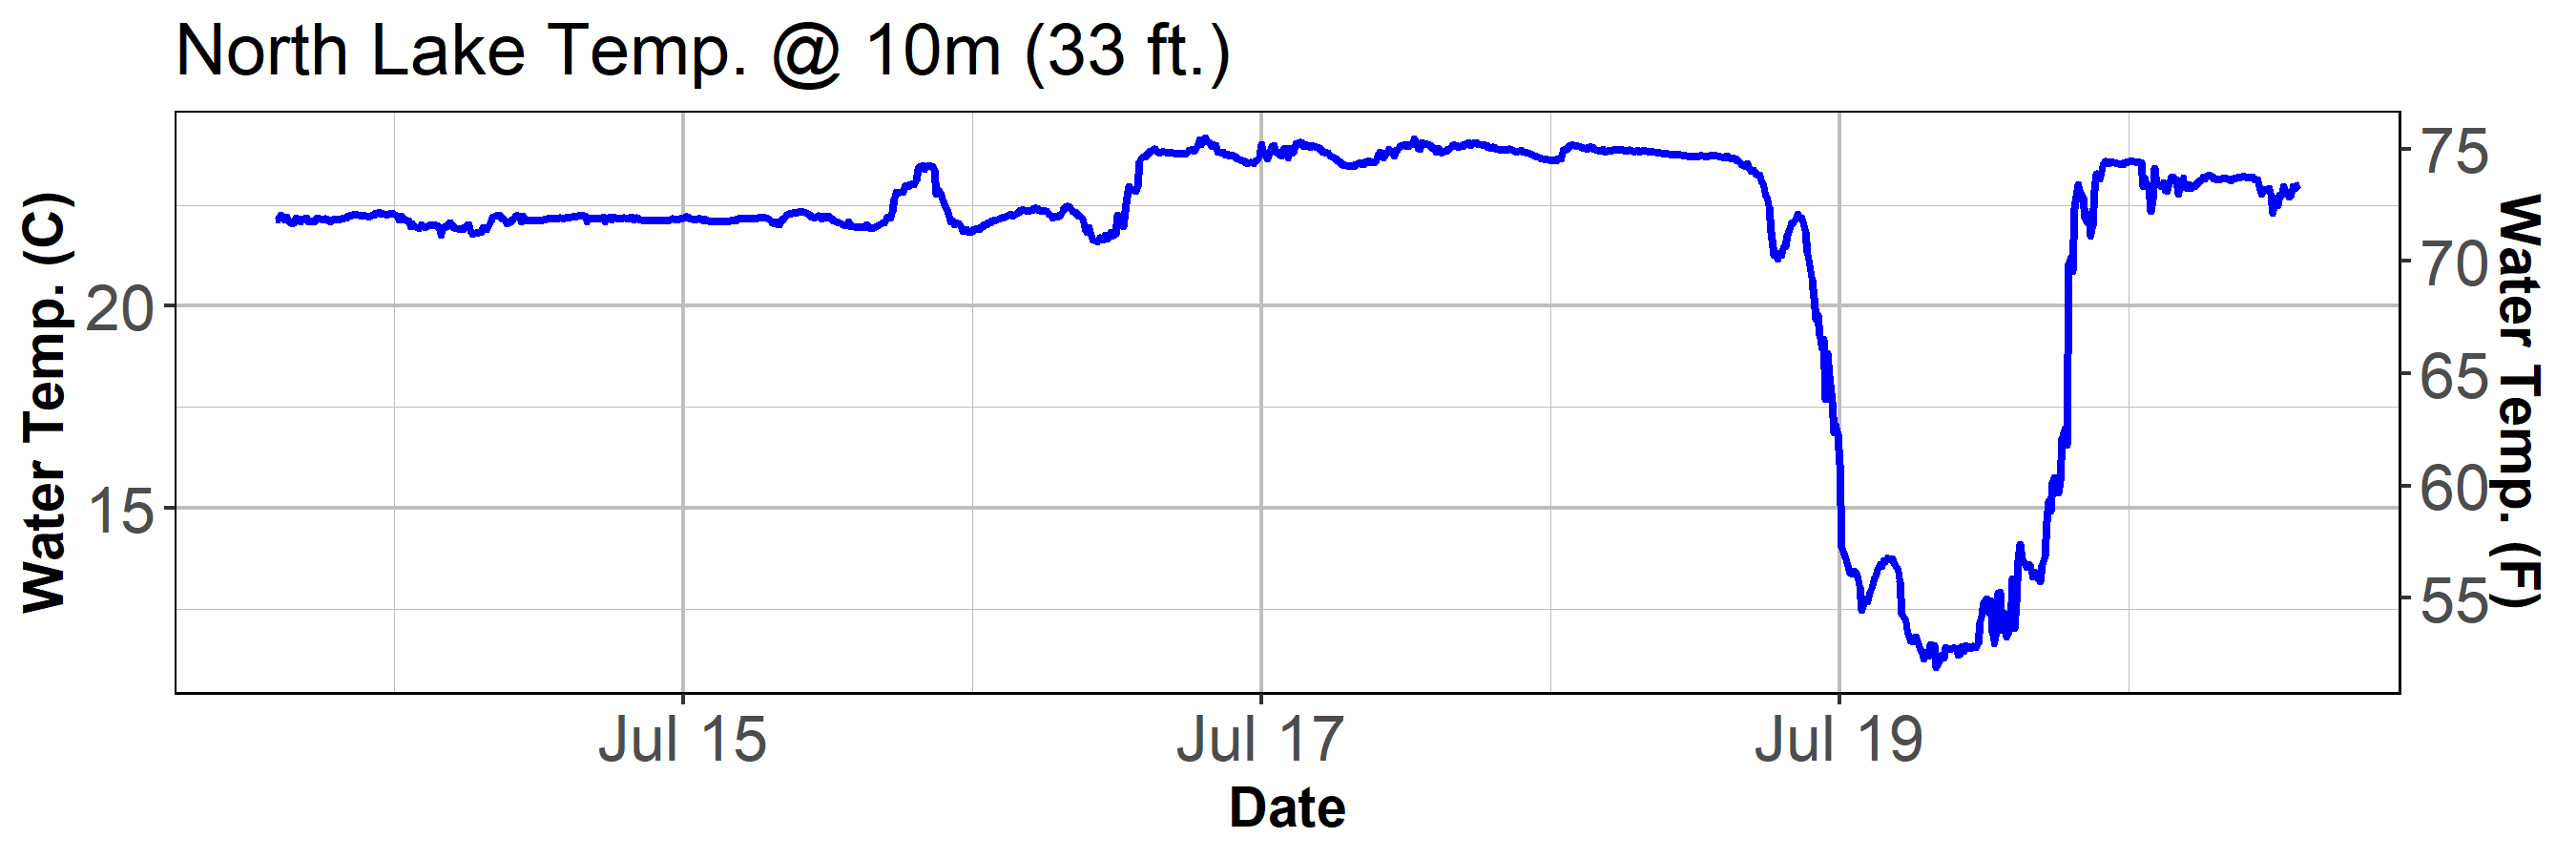 North Lake Temp. @ 10m (33 ft.)
Water Temp. (C)
20
15
75
70
65
60
55
Water Temp. (F)
Jul 15
Jul 17
Jul 19
Date